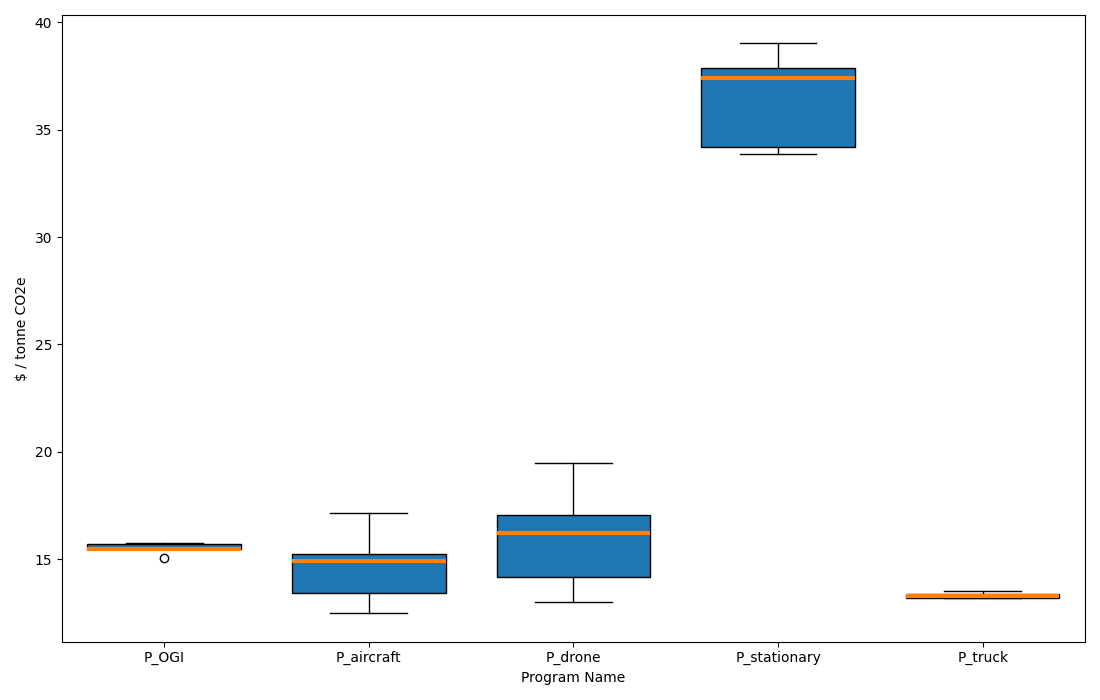 40
35
30
25
20
15
$ / tonne CO2e
P_OGI P_aircraft P_drone P_stationary P_truck
Program Name